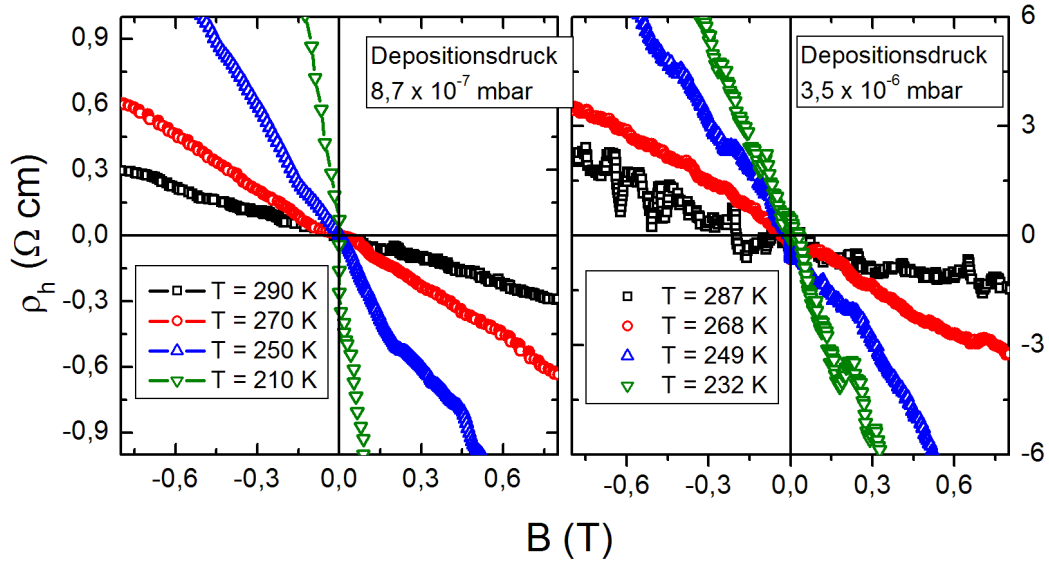 Depositionsdruck
8,7 x 10⁻⁷ mbar
Depositionsdruck
3,5 x 10⁻⁶ mbar
0,9
0,6
0,3
0,0
-0,3
-0,6
-0,9
6
3
0
-3
-6
ρh (Ω cm)
T = 290 K
T = 270 K
T = 250 K
T = 210 K
T = 287 K
T = 268 K
T = 249 K
T = 232 K
-0,6 -0,3 0,0 0,3 0,6
-0,6 -0,3 0,0 0,3 0,6
B (T)